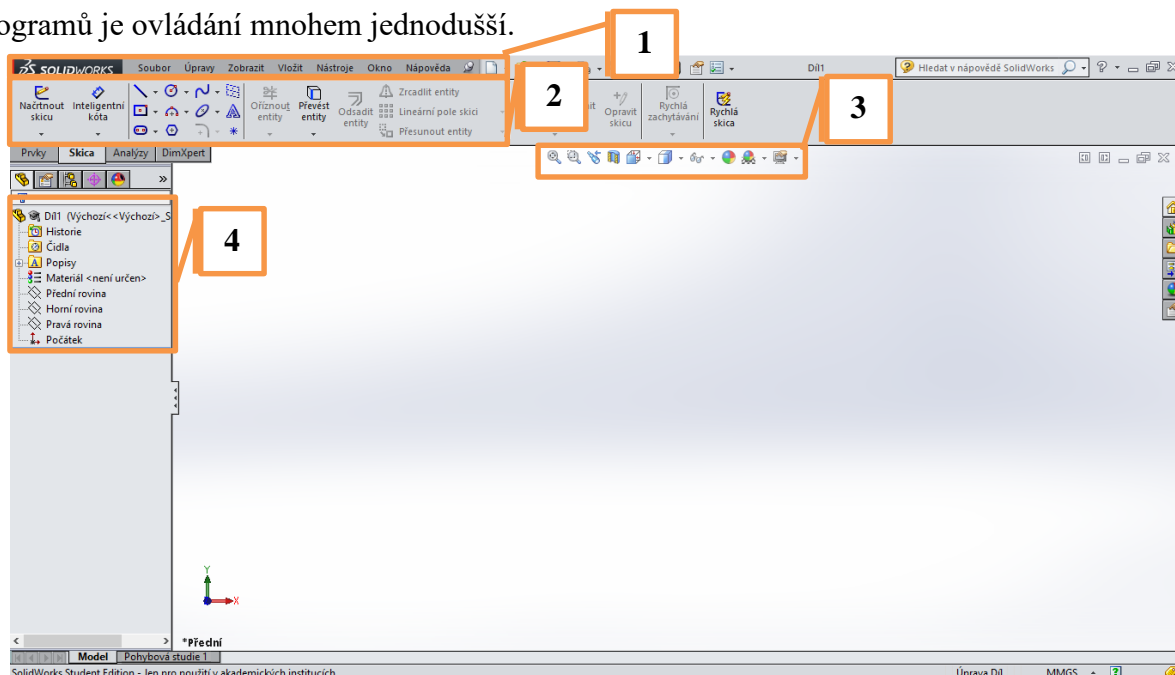 ogramů je ovládání mnohem jednodušší.
1
SOLIDWORKS Soubor Úpravy Zobrazit Vložit Nástroje Okno Nápověda Díl1 Hledat v nápovědě SolidWorks
2
3
Načrtnout skicu
Inteligentní kóta
Oříznout entity
Převést entity
Odsadit entity
Zrcadlit entity
Lineární pole skici
Přesunout entity
Opravit skicu
Rychlá zachytávání
Rychlá skica
Prvky Skica Analýzy DimXpert
4
Díl1 (Výchozí<<Výchozí>_S
Historie
Čidla
Popisy
Materiál <není určen>
Přední rovina
Horní rovina
Pravá rovina
Počátek
Y
X
*Přední
Model Pohybová studie 1
SolidWorks Student Edition - Jen pro použití v akademických institucích Úprava Díl MMGS